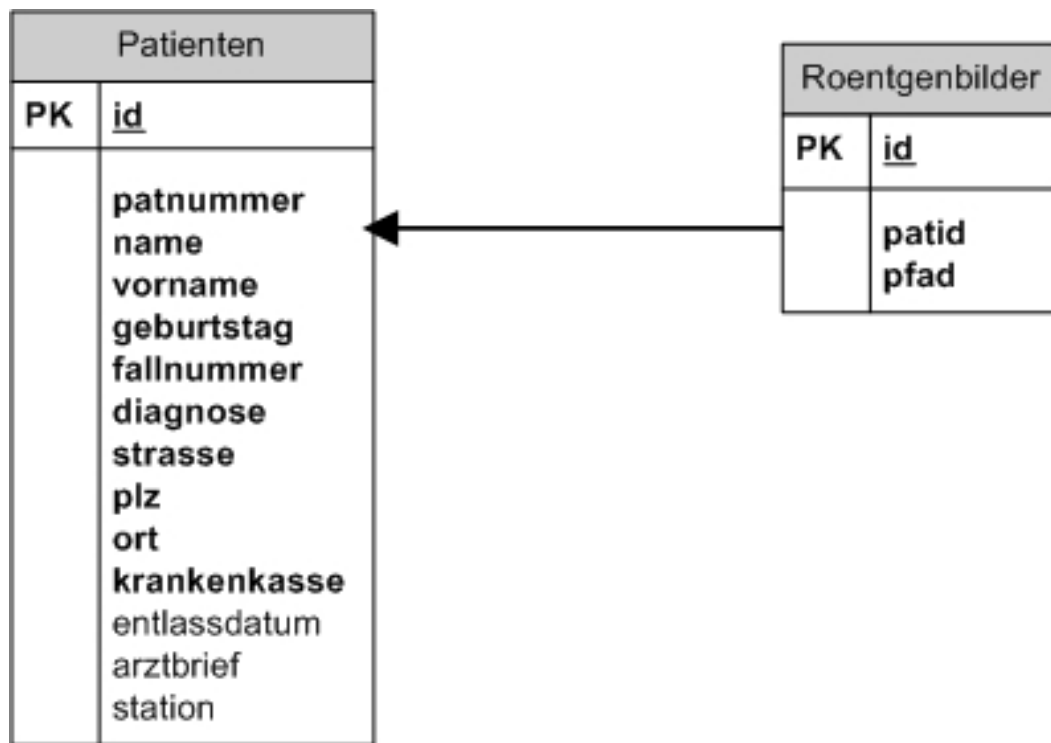 Patienten
PK id
patnummer
name
vorname
geburtstag
fallnummer
diagnose
strasse
plz
ort
krankenkasse
entlassdatum
arztbrief
station
Roentgenbilder
PK id
patid
pfad